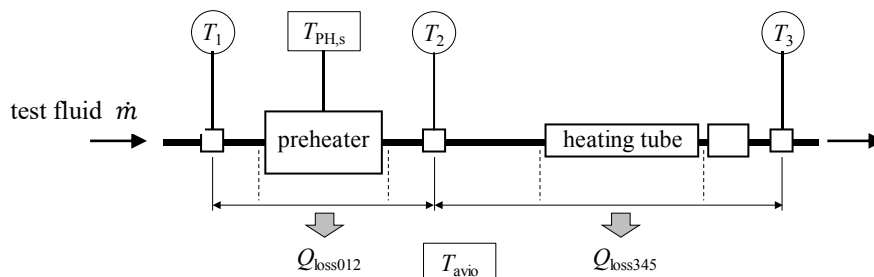 T1 TPH,s T2 T3
test fluid ṁ
preheater heating tube
Qloss012 Tavio Qloss345